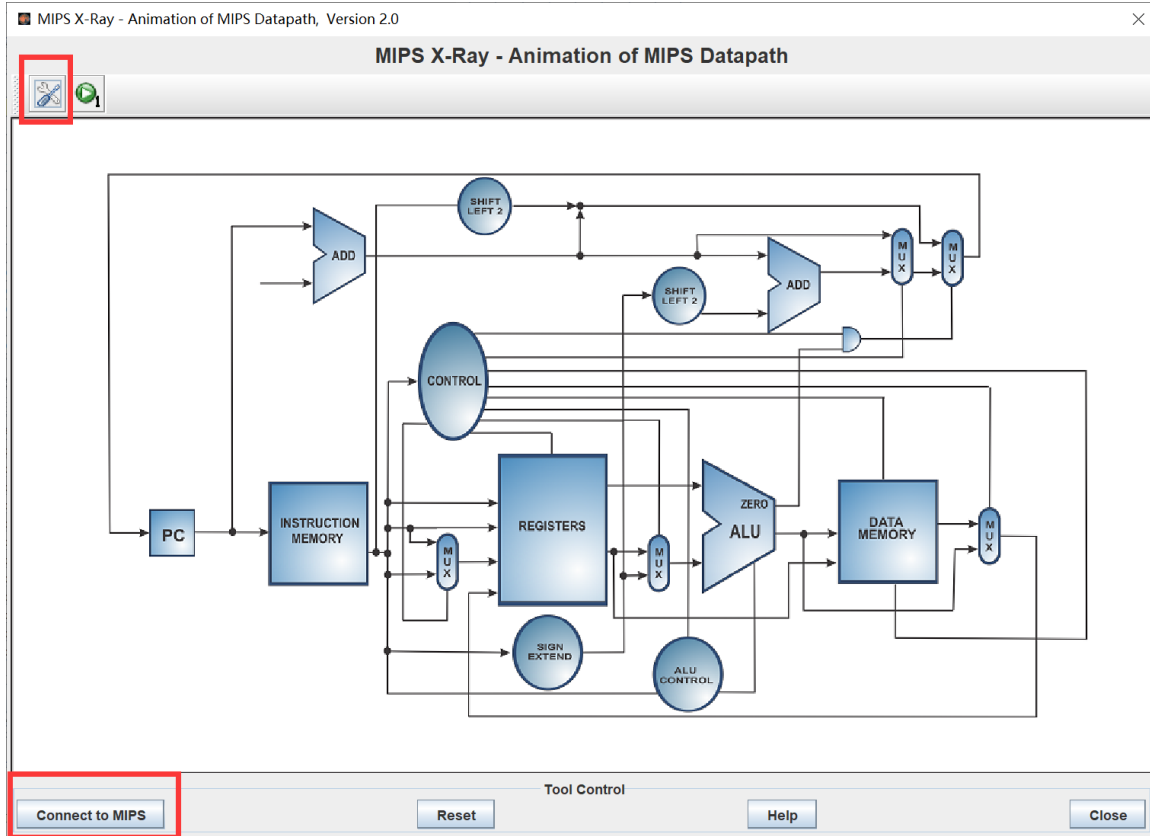 MIPS X-Ray - Animation of MIPS Datapath, Version 2.0
MIPS X-Ray - Animation of MIPS Datapath
1
SHIFT
LEFT 2
ADD
MUX
MUX
SHIFT
LEFT 2
ADD
CONTROL
PC
INSTRUCTION
MEMORY
MUX
REGISTERS
MUX
ZERO
ALU
DATA
MEMORY
MUX
SIGN
EXTEND
ALU
CONTROL
Tool Control
Connect to MIPS
Reset
Help
Close